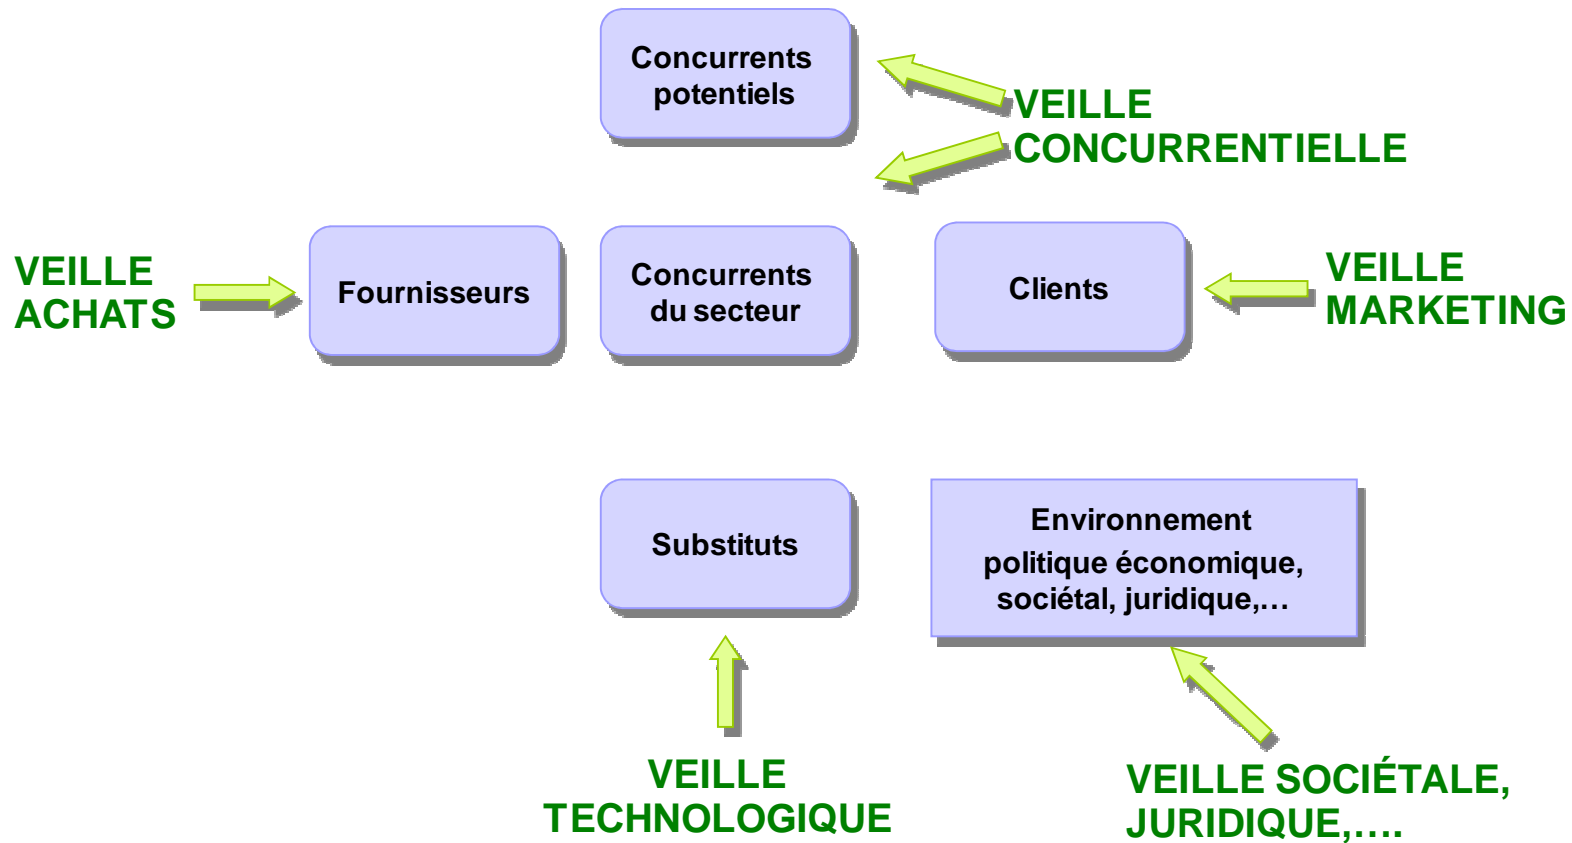 Concurrents
potentiels
VEILLE
CONCURRENTIELLE
VEILLE
ACHATS
Fournisseurs
Concurrents
du secteur
Clients
VEILLE
MARKETING
Substituts
Environnement
politique économique,
sociétal, juridique,…
VEILLE
TECHNOLOGIQUE
VEILLE SOCIÉTALE,
JURIDIQUE,….